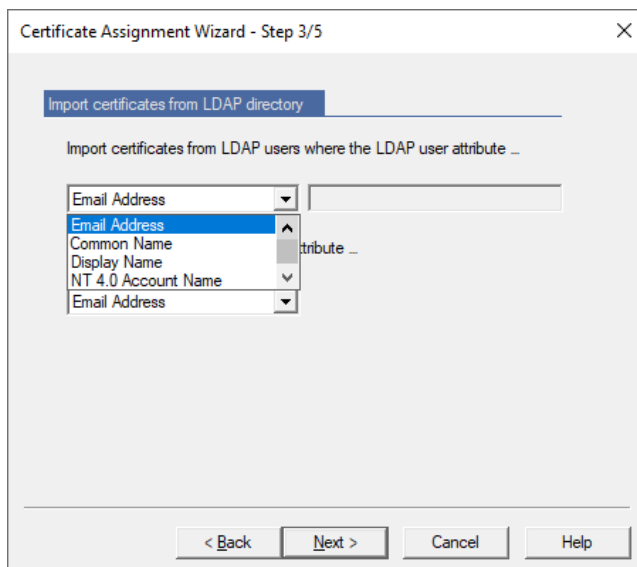 Certificate Assignment Wizard - Step 3/5
Import certificates from LDAP directory
Import certificates from LDAP users where the LDAP user attribute ...
Email Address
Email Address
Common Name
Display Name
NT 4.0 Account Name
attribute ...
Email Address
< Back
Next >
Cancel
Help